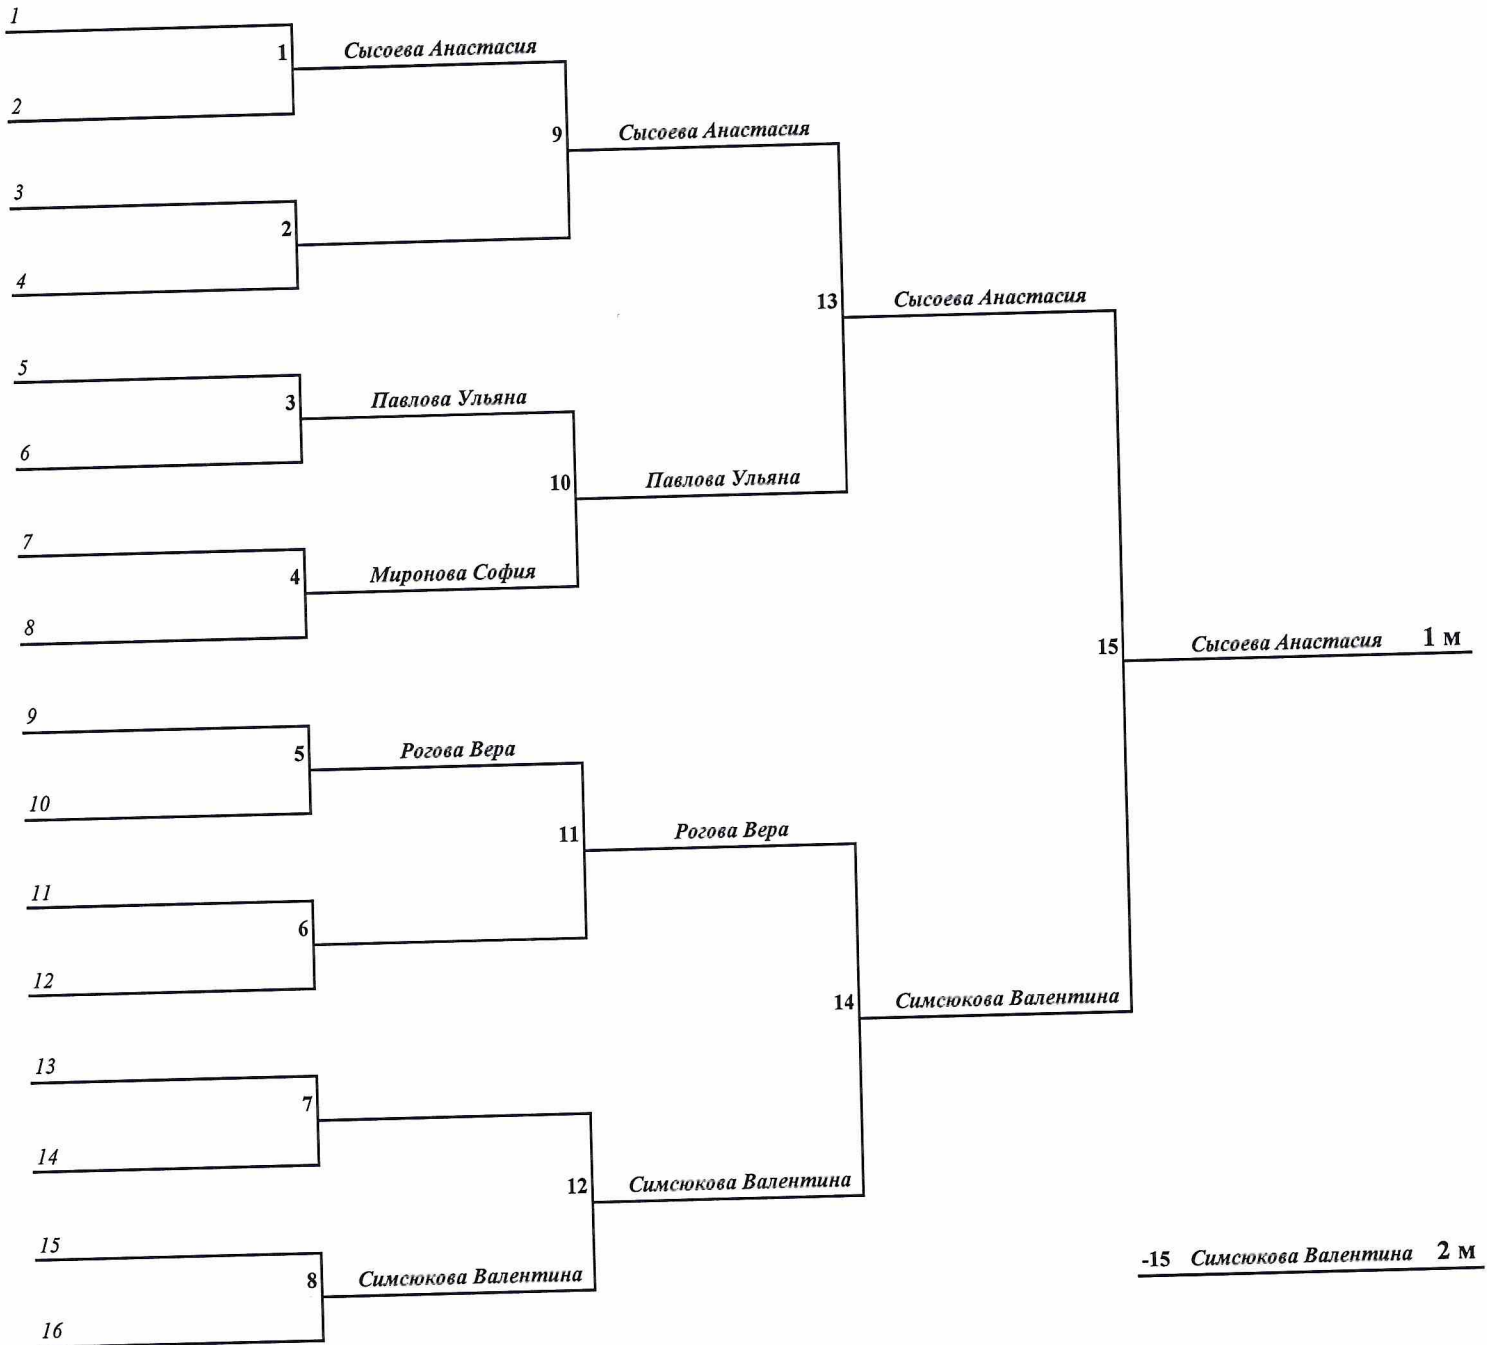 1
1 Сысоева Анастасия
2
9 Сысоева Анастасия
3
2
4
13 Сысоева Анастасия
5
3 Павлова Ульяна
6
10 Павлова Ульяна
7
4 Миронова София
8
15 Сысоева Анастасия 1 м
9
5 Рогова Вера
10
11 Рогова Вера
11
6
12
14 Симсюкова Валентина
13
7
14
12 Симсюкова Валентина
15
-15 Симсюкова Валентина 2 м
8 Симсюкова Валентина
16